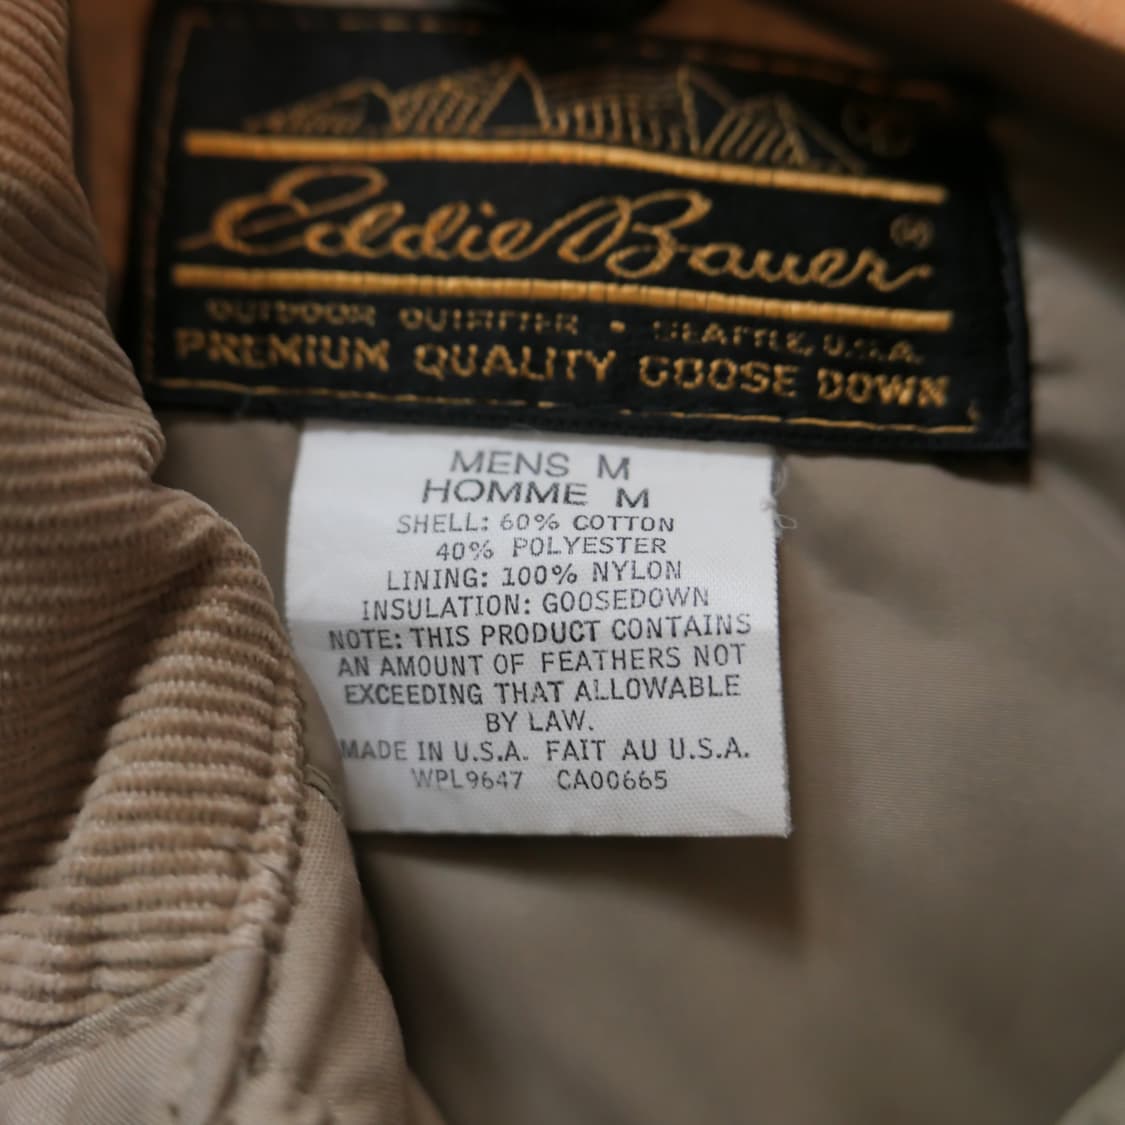 Eddie Bauer ®
OUTDOOR OUTFITTER • SEATTLE, U.S.A.
PREMIUM QUALITY GOOSE DOWN
MENS M
HOMME M
SHELL: 60% COTTON
40% POLYESTER
LINING: 100% NYLON
INSULATION: GOOSEDOWN
NOTE: THIS PRODUCT CONTAINS
AN AMOUNT OF FEATHERS NOT
EXCEEDING THAT ALLOWABLE
BY LAW.
MADE IN U.S.A. FAIT AU U.S.A.
WPL9647 CA00665